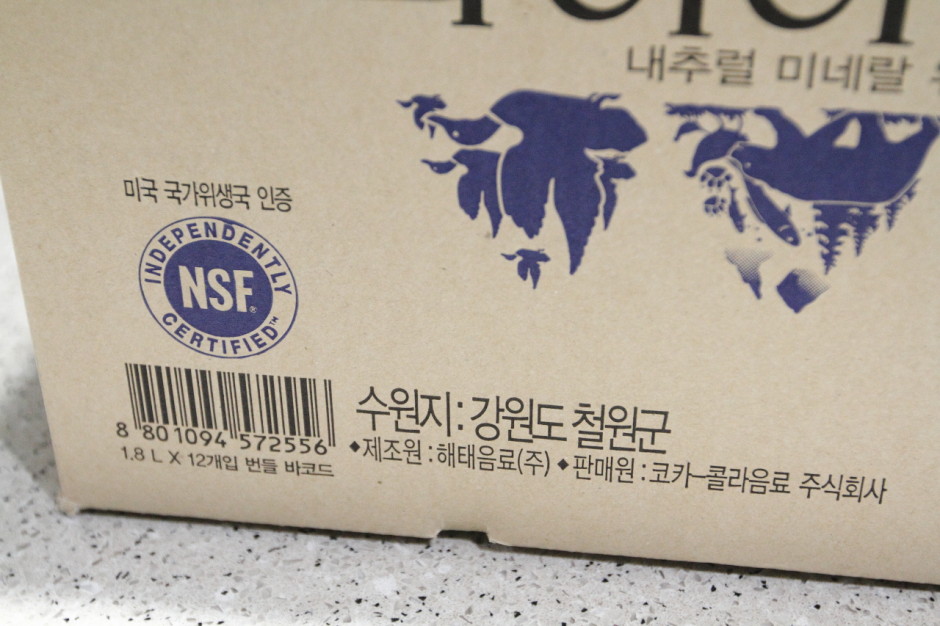 내추럴 미네랄
미국 국가위생국 인증
INDEPENDENTLY
NSF®
CERTIFIED™
8 801094 572556
1.8 L X 12개입 번들 바코드
수원지 : 강원도 철원군
◆제조원 : 해태음료(주) ◆판매원 : 코카-콜라음료 주식회사